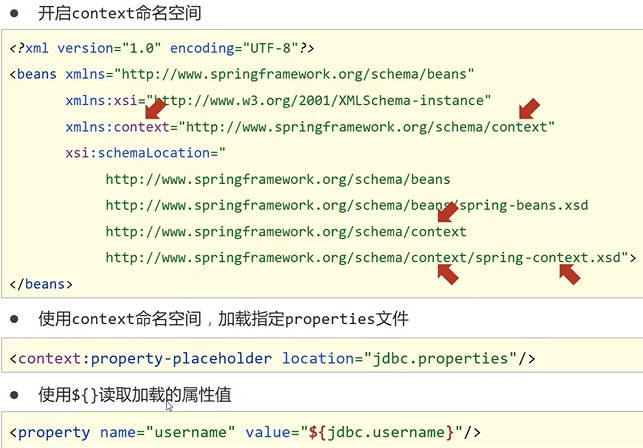 ● 开启context命名空间
<?xml version="1.0" encoding="UTF-8"?>
<beans xmlns="http://www.springframework.org/schema/beans"
xmlns:xsi="http://www.w3.org/2001/XMLSchema-instance"
xmlns:context="http://www.springframework.org/schema/context"
xsi:schemaLocation="
http://www.springframework.org/schema/beans
http://www.springframework.org/schema/beans/spring-beans.xsd
http://www.springframework.org/schema/context
http://www.springframework.org/schema/context/spring-context.xsd">
</beans>
● 使用context命名空间，加载指定properties文件
<context:property-placeholder location="jdbc.properties"/>
● 使用${}读取加载的属性值
<property name="username" value="${jdbc.username}"/>